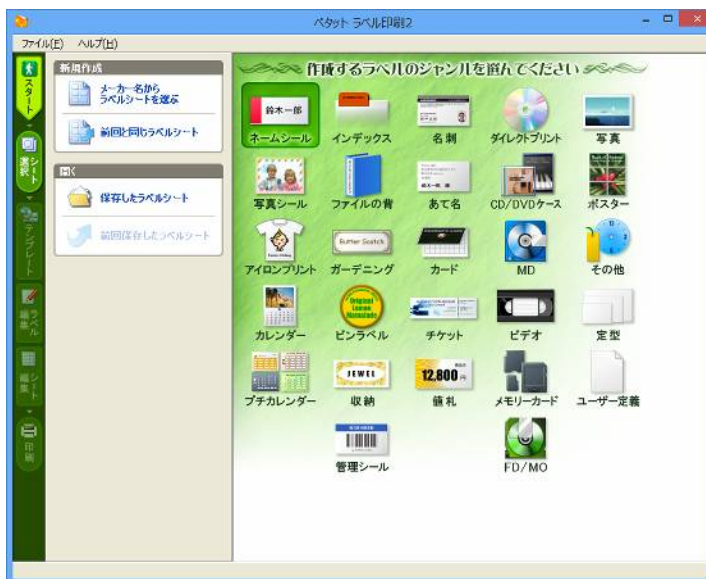 ペタット ラベル印刷2
ファイル(F) ヘルプ(H)
スタート
シート選択
テンプレート
ラベル編集
シート編集
印刷
新規作成
メーカー名から
ラベルシートを選ぶ
前回と同じラベルシート
開く
保存したラベルシート
前回保存したラベルシート
作成するラベルのジャンルを選んでください
鈴木一郎
ネームシール インデックス 名刺 ダイレクトプリント 写真
写真シール ファイルの背 あて名 CD/DVDケース ポスター
Butter Scotch
アイロンプリント ガーデニング カード MD その他
Original
Lemon
Marmalade
カレンダー ビンラベル チケット ビデオ 定型
JEWEL
12,800 円
プチカレンダー 収納 値札 メモリーカード ユーザー定義
管理シール FD/MO